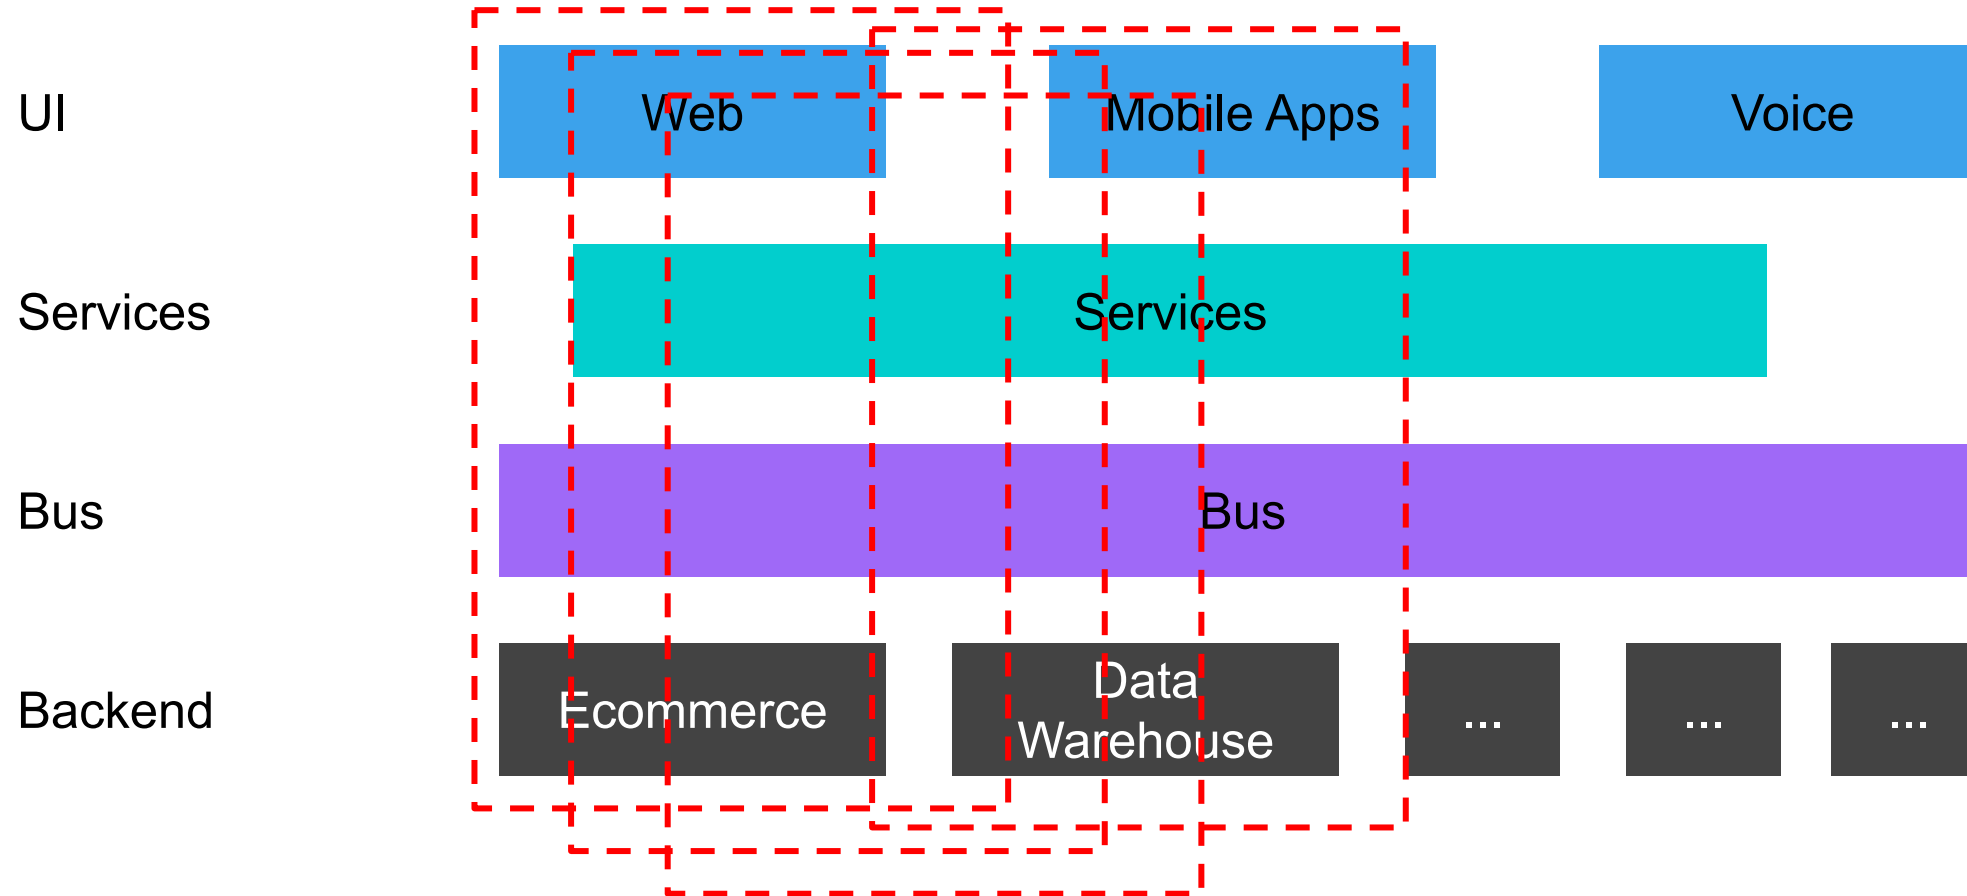 UI
Web
Mobile Apps
Voice
Services
Services
Bus
Bus
Backend
Ecommerce
Data
Warehouse
...
...
...